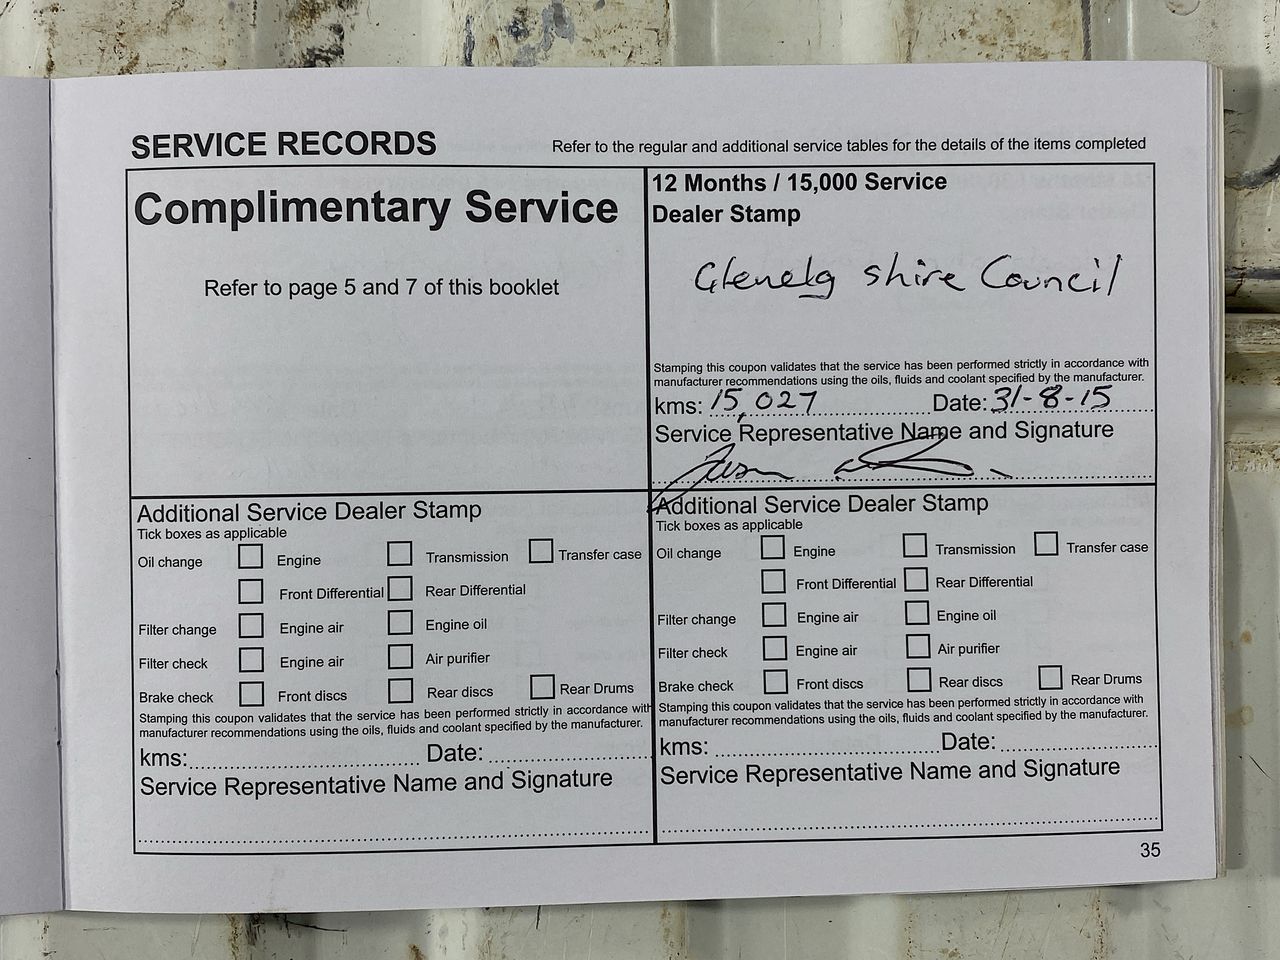 SERVICE RECORDS
Refer to the regular and additional service tables for the details of the items completed
Complimentary Service
Refer to page 5 and 7 of this booklet
12 Months / 15,000 Service
Dealer Stamp
Glenelg Shire Council
Stamping this coupon validates that the service has been performed strictly in accordance with
manufacturer recommendations using the oils, fluids and coolant specified by the manufacturer.
kms: 15,027 Date: 31-8-15
Service Representative Name and Signature
Jason
Additional Service Dealer Stamp
Tick boxes as applicable
Oil change Engine Transmission Transfer case
Front Differential Rear Differential
Filter change Engine air Engine oil
Filter check Engine air Air purifier
Brake check Front discs Rear discs Rear Drums
Stamping this coupon validates that the service has been performed strictly in accordance with
manufacturer recommendations using the oils, fluids and coolant specified by the manufacturer.
kms: Date:
Service Representative Name and Signature
Additional Service Dealer Stamp
Tick boxes as applicable
Oil change Engine Transmission Transfer case
Front Differential Rear Differential
Filter change Engine air Engine oil
Filter check Engine air Air purifier
Brake check Front discs Rear discs Rear Drums
Stamping this coupon validates that the service has been performed strictly in accordance with
manufacturer recommendations using the oils, fluids and coolant specified by the manufacturer.
kms: Date:
Service Representative Name and Signature
35